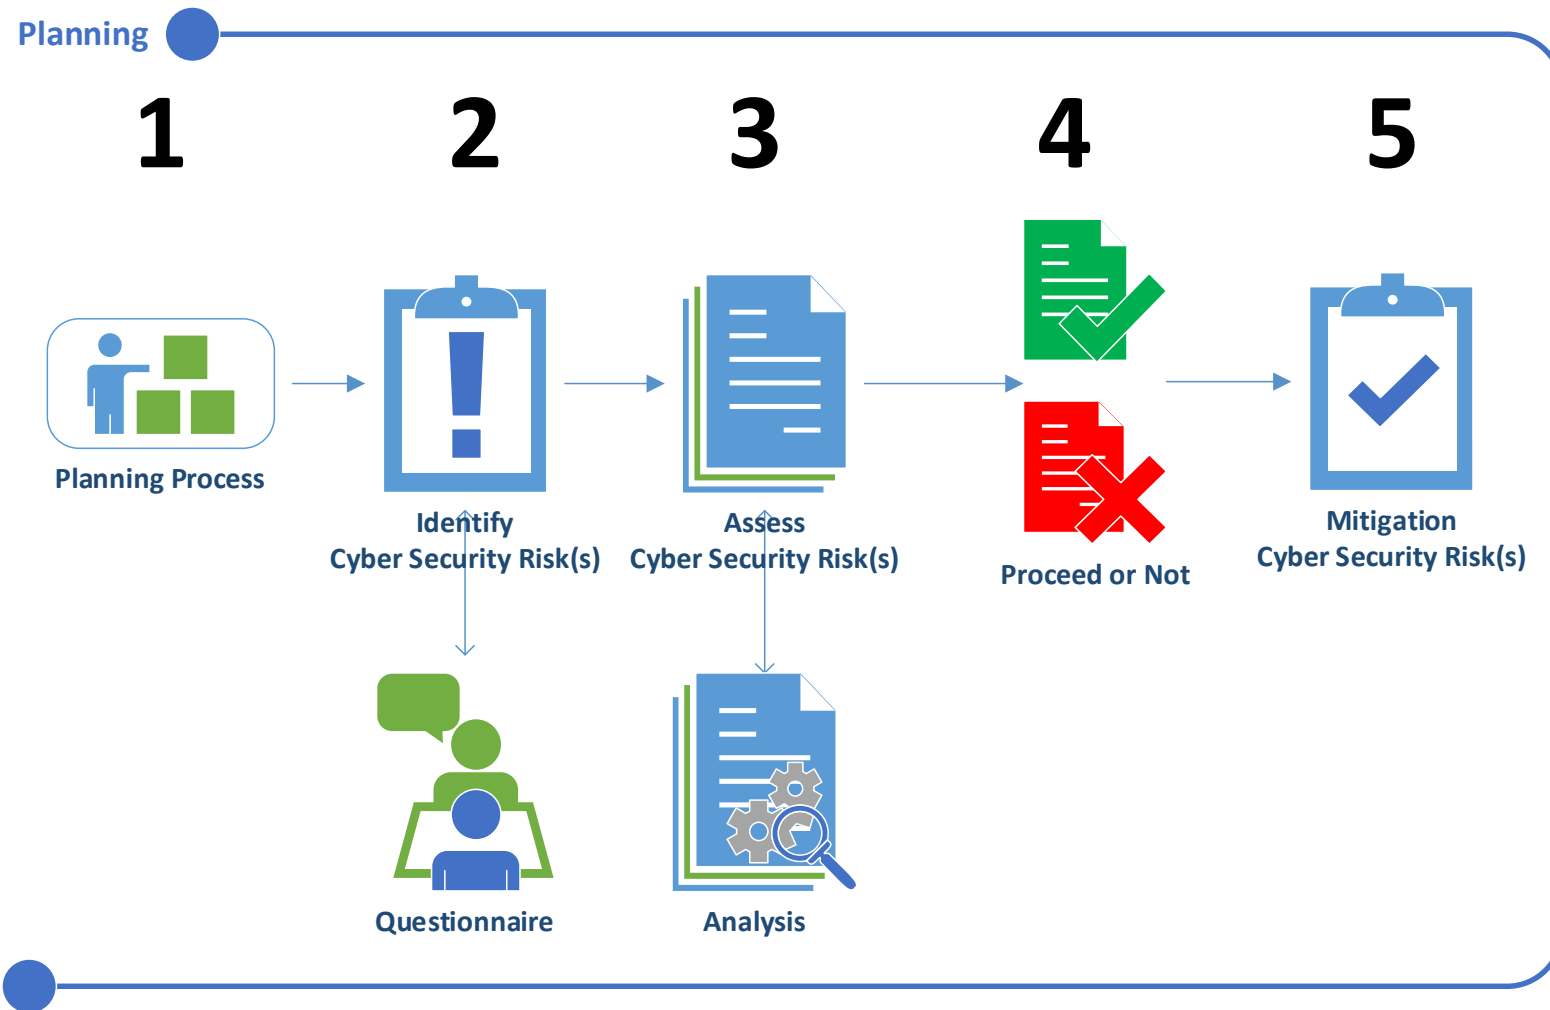 Planning
1
2
3
4
5
Planning Process
Identify
Cyber Security Risk(s)
Assess
Cyber Security Risk(s)
Proceed or Not
Mitigation
Cyber Security Risk(s)
Questionnaire
Analysis